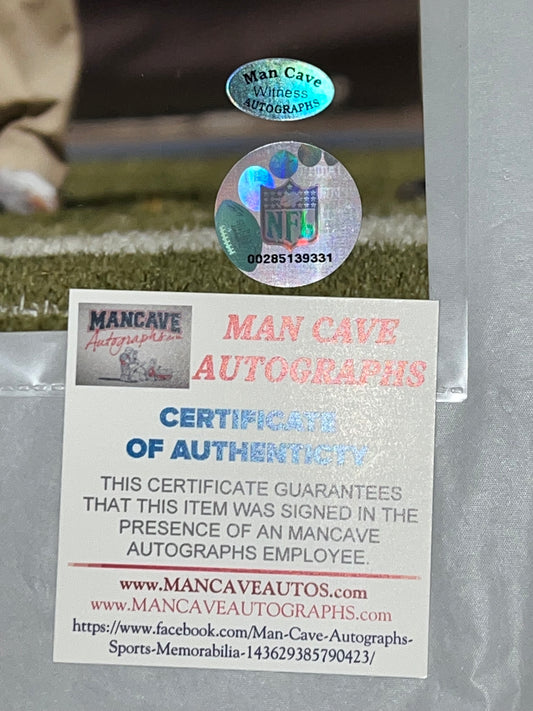 Man Cave
Witness
AUTOGRAPHS
NFL
00285139331
MANCAVE
Autographs.com
MAN CAVE
AUTOGRAPHS
CERTIFICATE
OF AUTHENTICTY
THIS CERTIFICATE GUARANTEES
THAT THIS ITEM WAS SIGNED IN THE
PRESENCE OF AN MANCAVE
AUTOGRAPHS EMPLOYEE.
www.MANCAVEAUTOS.com
www.MANCAVEAUTOGRAPHS.com
https://www.facebook.com/Man-Cave-Autographs-
Sports-Memorabilia-143629385790423/